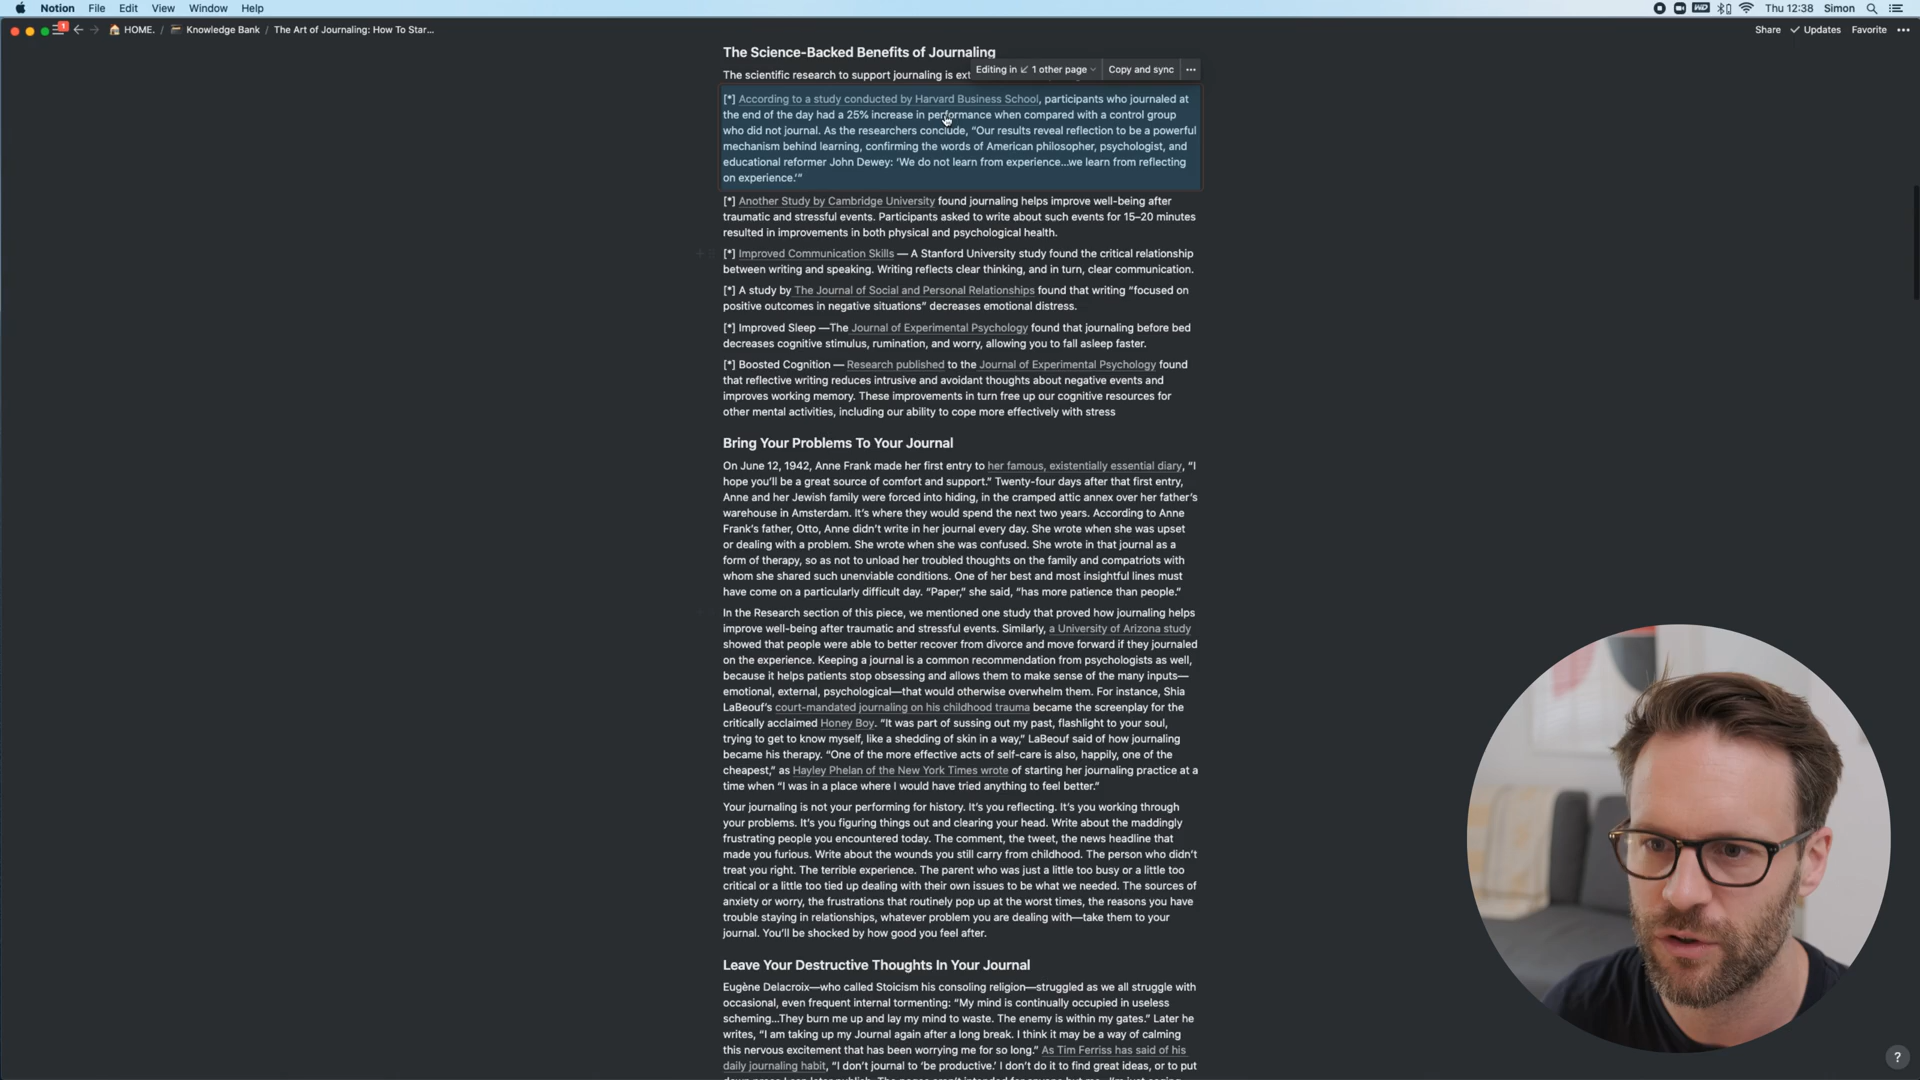 Notion File Edit View Window Help
Thu 12:38 Simon
1
HOME. / Knowledge Bank / The Art of Journaling: How To Star...
Share Updates Favorite
The Science-Backed Benefits of Journaling
Editing in 1 other page Copy and sync
The scientific research to support journaling is ext
[*] According to a study conducted by Harvard Business School, participants who journaled at
the end of the day had a 25% increase in performance when compared with a control group
who did not journal. As the researchers conclude, “Our results reveal reflection to be a powerful
mechanism behind learning, confirming the words of American philosopher, psychologist, and
educational reformer John Dewey: ‘We do not learn from experience...we learn from reflecting
on experience.’”
[*] Another Study by Cambridge University found journaling helps improve well-being after
traumatic and stressful events. Participants asked to write about such events for 15–20 minutes
resulted in improvements in both physical and psychological health.
[*] Improved Communication Skills — A Stanford University study found the critical relationship
between writing and speaking. Writing reflects clear thinking, and in turn, clear communication.
[*] A study by The Journal of Social and Personal Relationships found that writing “focused on
positive outcomes in negative situations” decreases emotional distress.
[*] Improved Sleep —The Journal of Experimental Psychology found that journaling before bed
decreases cognitive stimulus, rumination, and worry, allowing you to fall asleep faster.
[*] Boosted Cognition — Research published to the Journal of Experimental Psychology found
that reflective writing reduces intrusive and avoidant thoughts about negative events and
improves working memory. These improvements in turn free up our cognitive resources for
other mental activities, including our ability to cope more effectively with stress
Bring Your Problems To Your Journal
On June 12, 1942, Anne Frank made her first entry to her famous, existentially essential diary, “I
hope you’ll be a great source of comfort and support.” Twenty-four days after that first entry,
Anne and her Jewish family were forced into hiding, in the cramped attic annex over her father’s
warehouse in Amsterdam. It’s where they would spend the next two years. According to Anne
Frank’s father, Otto, Anne didn’t write in her journal every day. She wrote when she was upset
or dealing with a problem. She wrote when she was confused. She wrote in that journal as a
form of therapy, so as not to unload her troubled thoughts on the family and compatriots with
whom she shared such unenviable conditions. One of her best and most insightful lines must
have come on a particularly difficult day. “Paper,” she said, “has more patience than people.”
In the Research section of this piece, we mentioned one study that proved how journaling helps
improve well-being after traumatic and stressful events. Similarly, a University of Arizona study
showed that people were able to better recover from divorce and move forward if they journaled
on the experience. Keeping a journal is a common recommendation from psychologists as well,
because it helps patients stop obsessing and allows them to make sense of the many inputs—
emotional, external, psychological—that would otherwise overwhelm them. For instance, Shia
LaBeouf’s court-mandated journaling on his childhood trauma became the screenplay for the
critically acclaimed Honey Boy. “It was part of sussing out my past, flashlight to your soul,
trying to get to know myself, like a shedding of skin in a way,” LaBeouf said of how journaling
became his therapy. “One of the more effective acts of self-care is also, happily, one of the
cheapest,” as Hayley Phelan of the New York Times wrote of starting her journaling practice at a
time when “I was in a place where I would have tried anything to feel better.”
Your journaling is not your performing for history. It’s you reflecting. It’s you working through
your problems. It’s you figuring things out and clearing your head. Write about the maddingly
frustrating people you encountered today. The comment, the tweet, the news headline that
made you furious. Write about the wounds you still carry from childhood. The person who didn’t
treat you right. The terrible experience. The parent who was just a little too busy or a little too
critical or a little too tied up dealing with their own issues to be what we needed. The sources of
anxiety or worry, the frustrations that routinely pop up at the worst times, the reasons you have
trouble staying in relationships, whatever problem you are dealing with—take them to your
journal. You’ll be shocked by how good you feel after.
Leave Your Destructive Thoughts In Your Journal
Eugène Delacroix—who called Stoicism his consoling religion—struggled as we all struggle with
occasional, even frequent internal tormenting: “My mind is continually occupied in useless
scheming...They burn me up and lay my mind to waste. The enemy is within my gates.” Later he
writes, “I am taking up my Journal again after a long break. I think it may be a way of calming
this nervous excitement that has been worrying me for so long.” As Tim Ferriss has said of his
daily journaling habit, “I don’t journal to ‘be productive.’ I don’t do it to find great ideas, or to put
?